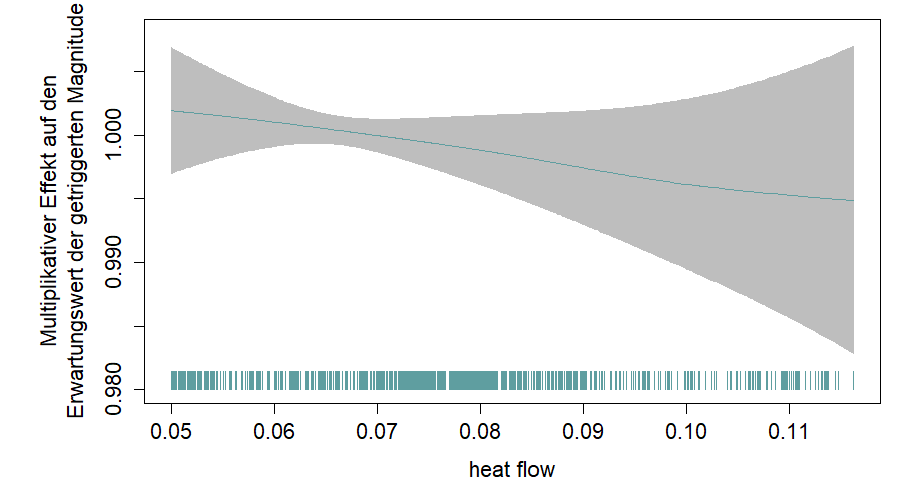 Multiplikativer Effekt auf den
Erwartungswert der getriggerten Magnitude
1.000
0.990
0.980
0.05 0.06 0.07 0.08 0.09 0.10 0.11
heat flow